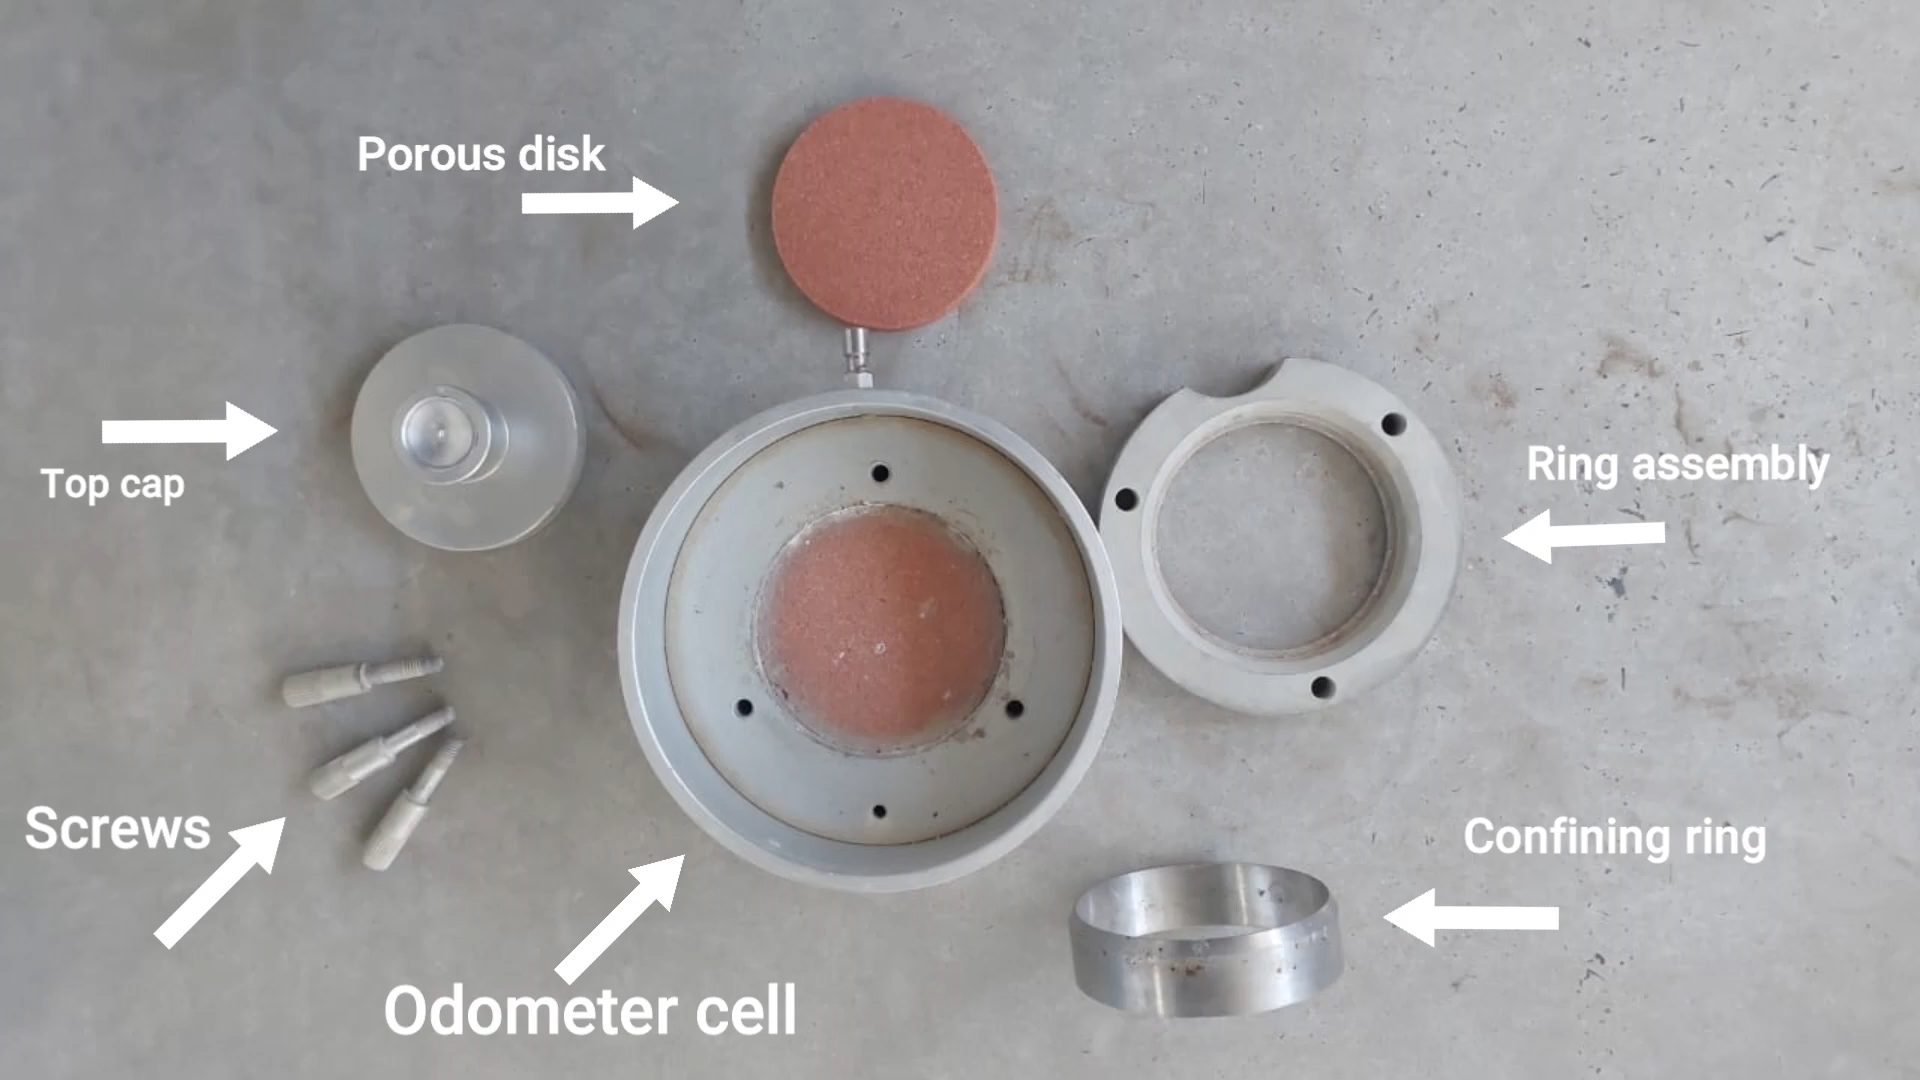 Porous disk
Top cap
Ring assembly
Screws
Confining ring
Odometer cell